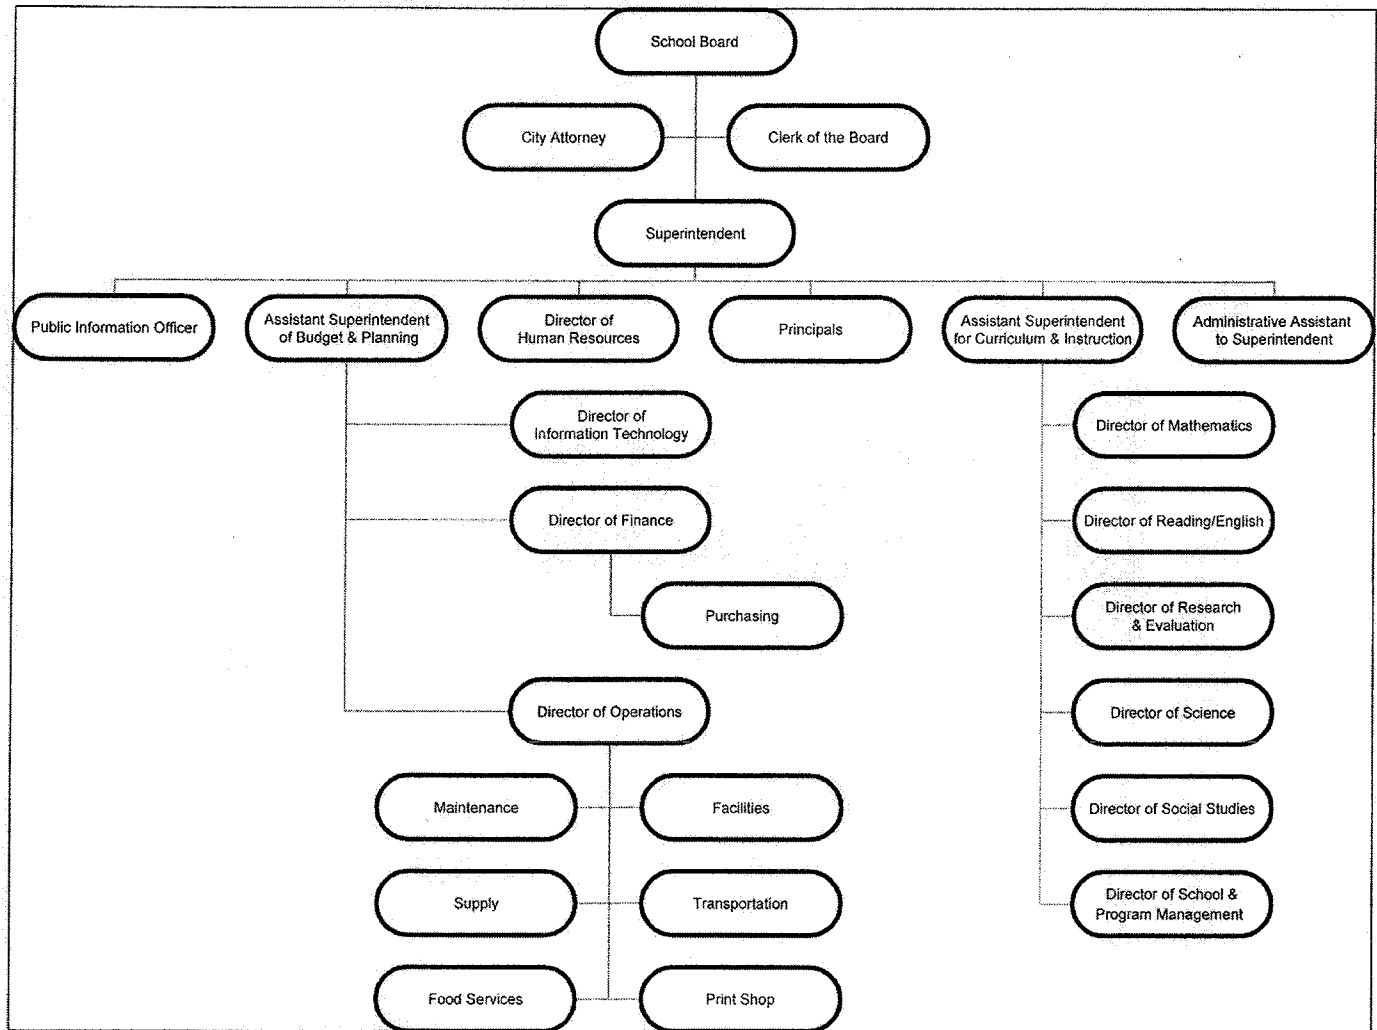 School Board
City Attorney
Clerk of the Board
Superintendent
Public Information Officer
Assistant Superintendent
of Budget & Planning
Director of
Human Resources
Principals
Assistant Superintendent
for Curriculum & Instruction
Administrative Assistant
to Superintendent
Director of
Information Technology
Director of Mathematics
Director of Finance
Director of Reading/English
Purchasing
Director of Research
& Evaluation
Director of Operations
Director of Science
Maintenance
Facilities
Director of Social Studies
Supply
Transportation
Director of School &
Program Management
Food Services
Print Shop